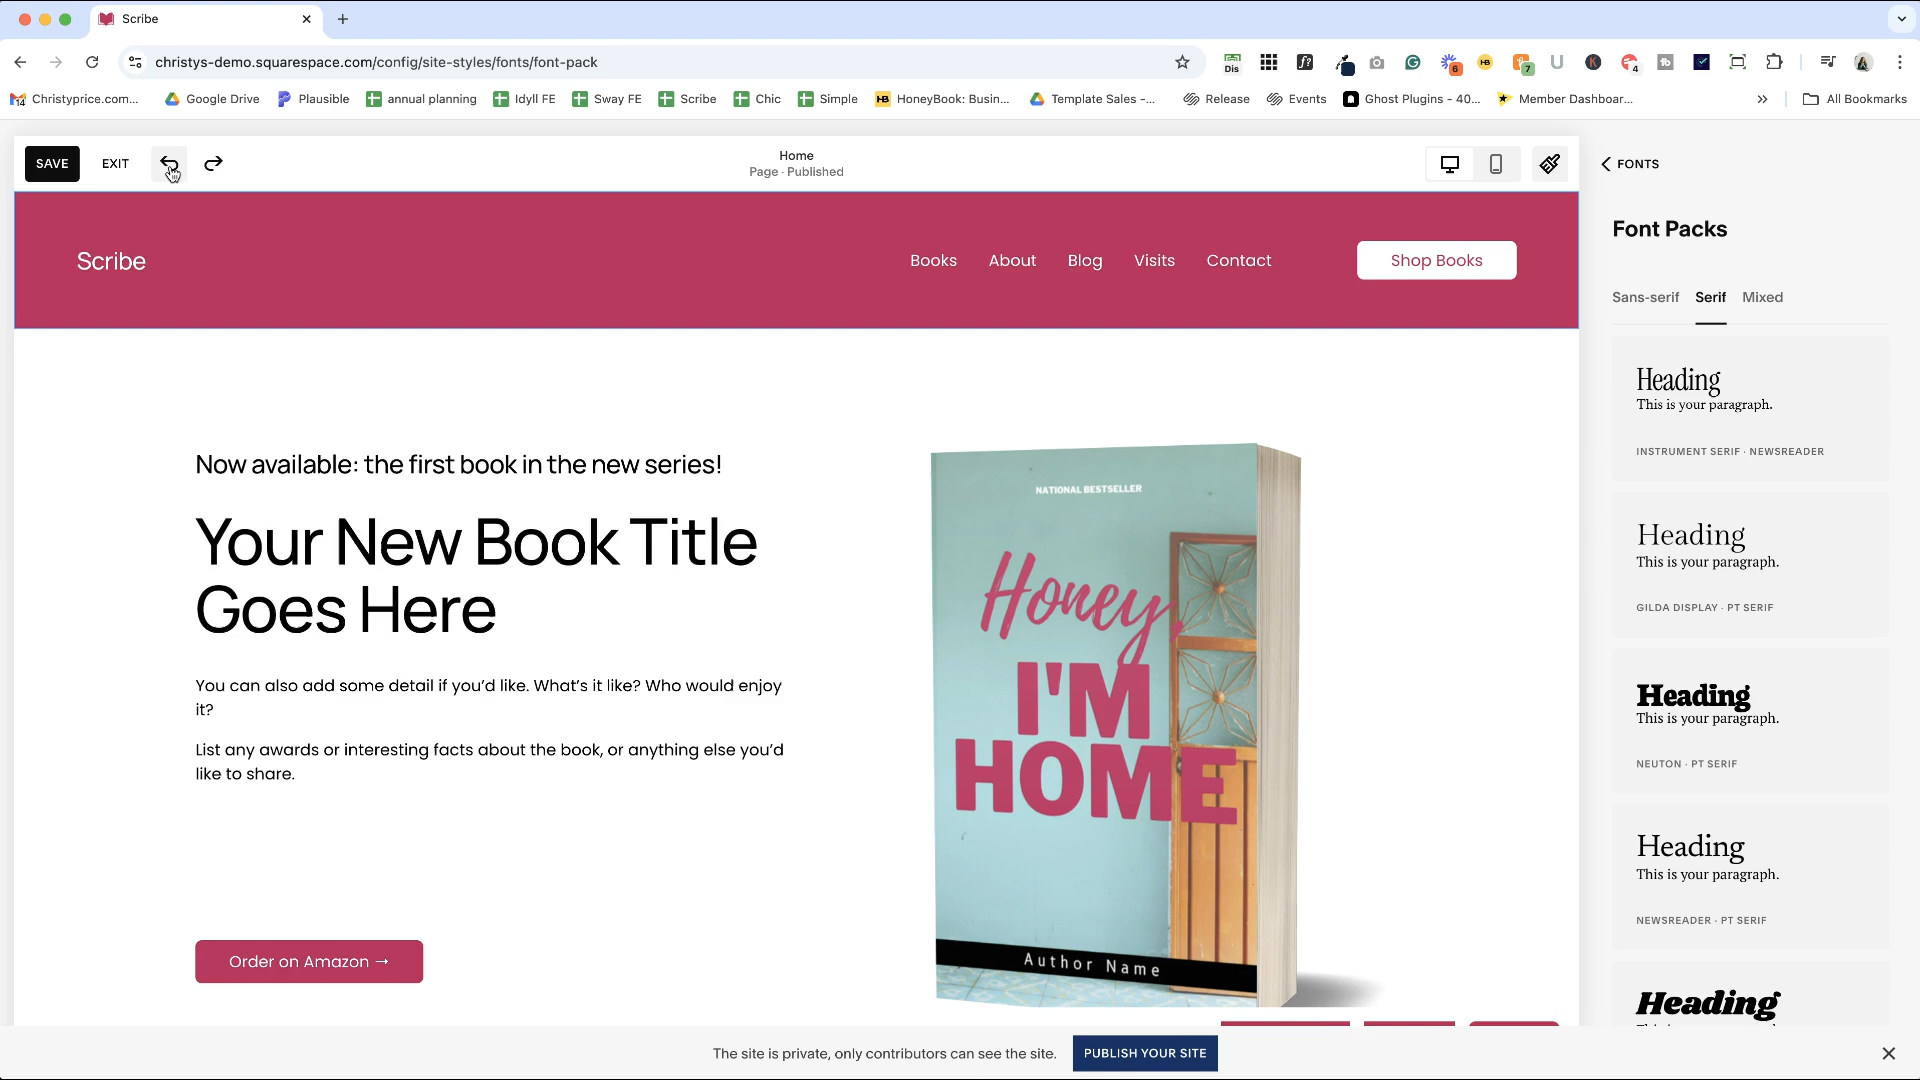 Scribe
christys-demo.squarespace.com/config/site-styles/fonts/font-pack
Dis
6
HB
7
U
K
4
14 Christyprice.com...
Google Drive
Plausible
annual planning
Idyll FE
Sway FE
Scribe
Chic
Simple
HB HoneyBook: Busin...
Template Sales -...
Release
Events
Ghost Plugins - 40...
Member Dashboar...
All Bookmarks
SAVE
EXIT
Home
Page · Published
FONTS
Scribe
Books
About
Blog
Visits
Contact
Shop Books
Now available: the first book in the new series!
Your New Book Title
Goes Here
You can also add some detail if you’d like. What’s it like? Who would enjoy
it?
List any awards or interesting facts about the book, or anything else you’d
like to share.
Order on Amazon →
NATIONAL BESTSELLER
Honey,
I'M
HOME
Author Name
Font Packs
Sans-serif
Serif
Mixed
Heading
This is your paragraph.
INSTRUMENT SERIF · NEWSREADER
Heading
This is your paragraph.
GILDA DISPLAY · PT SERIF
Heading
This is your paragraph.
NEUTON · PT SERIF
Heading
This is your paragraph.
NEWSREADER · PT SERIF
Heading
The site is private, only contributors can see the site.
PUBLISH YOUR SITE